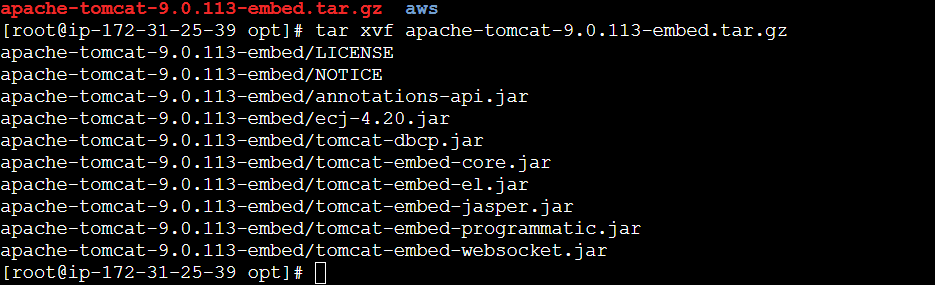 apache-tomcat-9.0.113-embed.tar.gz  aws
[root@ip-172-31-25-39 opt]# tar xvf apache-tomcat-9.0.113-embed.tar.gz
apache-tomcat-9.0.113-embed/LICENSE
apache-tomcat-9.0.113-embed/NOTICE
apache-tomcat-9.0.113-embed/annotations-api.jar
apache-tomcat-9.0.113-embed/ecj-4.20.jar
apache-tomcat-9.0.113-embed/tomcat-dbcp.jar
apache-tomcat-9.0.113-embed/tomcat-embed-core.jar
apache-tomcat-9.0.113-embed/tomcat-embed-el.jar
apache-tomcat-9.0.113-embed/tomcat-embed-jasper.jar
apache-tomcat-9.0.113-embed/tomcat-embed-programmatic.jar
apache-tomcat-9.0.113-embed/tomcat-embed-websocket.jar
[root@ip-172-31-25-39 opt]#